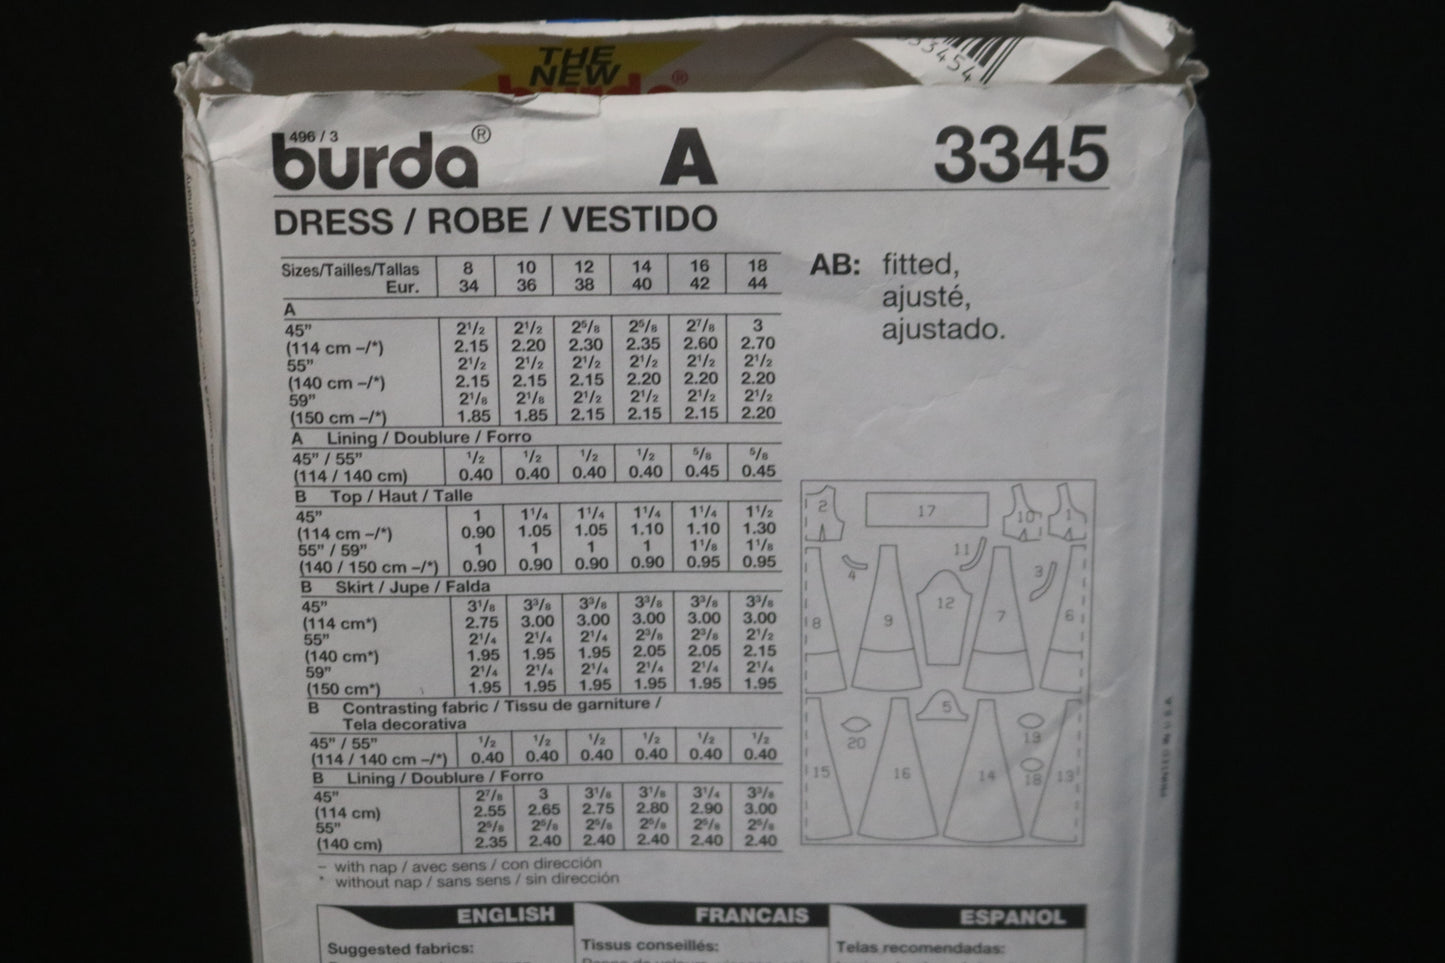 THE
NEW
burda®
33454
496 / 3
burda® A 3345
DRESS / ROBE / VESTIDO
Sizes/Tailles/Tallas 8 10 12 14 16 18
Eur. 34 36 38 40 42 44
AB: fitted,
ajusté,
ajustado.
A
45" 2¹/₂ 2¹/₂ 2⁵/₈ 2⁵/₈ 2⁷/₈ 3
(114 cm –/*) 2.15 2.20 2.30 2.35 2.60 2.70
55" 2¹/₂ 2¹/₂ 2¹/₂ 2¹/₂ 2¹/₂ 2¹/₂
(140 cm –/*) 2.15 2.15 2.15 2.20 2.20 2.20
59" 2¹/₈ 2¹/₈ 2¹/₂ 2¹/₂ 2¹/₂ 2¹/₂
(150 cm –/*) 1.85 1.85 2.15 2.15 2.15 2.20
A Lining / Doublure / Forro
45" / 55" ¹/₂ ¹/₂ ¹/₂ ¹/₂ ⁵/₈ ⁵/₈
(114 / 140 cm) 0.40 0.40 0.40 0.40 0.45 0.45
B Top / Haut / Talle
45" 1 1¹/₄ 1¹/₄ 1¹/₄ 1¹/₄ 1¹/₂
(114 cm –/*) 0.90 1.05 1.05 1.10 1.10 1.30
55" / 59" 1 1 1 1 1¹/₈ 1¹/₈
(140 / 150 cm –/*) 0.90 0.90 0.90 0.90 0.95 0.95
B Skirt / Jupe / Falda
45" 3¹/₈ 3³/₈ 3³/₈ 3³/₈ 3³/₈ 3³/₈
(114 cm*) 2.75 3.00 3.00 3.00 3.00 3.00
55" 2¹/₄ 2¹/₄ 2¹/₄ 2³/₈ 2³/₈ 2¹/₂
(140 cm*) 1.95 1.95 1.95 2.05 2.05 2.15
59" 2¹/₄ 2¹/₄ 2¹/₄ 2¹/₄ 2¹/₄ 2¹/₄
(150 cm*) 1.95 1.95 1.95 1.95 1.95 1.95
B Contrasting fabric / Tissu de garniture /
Tela decorativa
45" / 55" ¹/₂ ¹/₂ ¹/₂ ¹/₂ ¹/₂ ¹/₂
(114 / 140 cm –/*) 0.40 0.40 0.40 0.40 0.40 0.40
B Lining / Doublure / Forro
45" 2⁷/₈ 3 3¹/₈ 3¹/₈ 3¹/₄ 3³/₈
(114 cm) 2.55 2.65 2.75 2.80 2.90 3.00
55" 2⁵/₈ 2⁵/₈ 2⁵/₈ 2⁵/₈ 2⁵/₈ 2⁵/₈
(140 cm) 2.35 2.40 2.40 2.40 2.40 2.40
– with nap / avec sens / con dirección
* without nap / sans sens / sin dirección
2 17 10 1
4 11 3
8 9 12 7 6
5
20 19
15 16 14 18 13
PRINTED IN U.S.A.
ENGLISH FRANCAIS ESPANOL
Suggested fabrics: Tissus conseillés: Telas recomendadas: